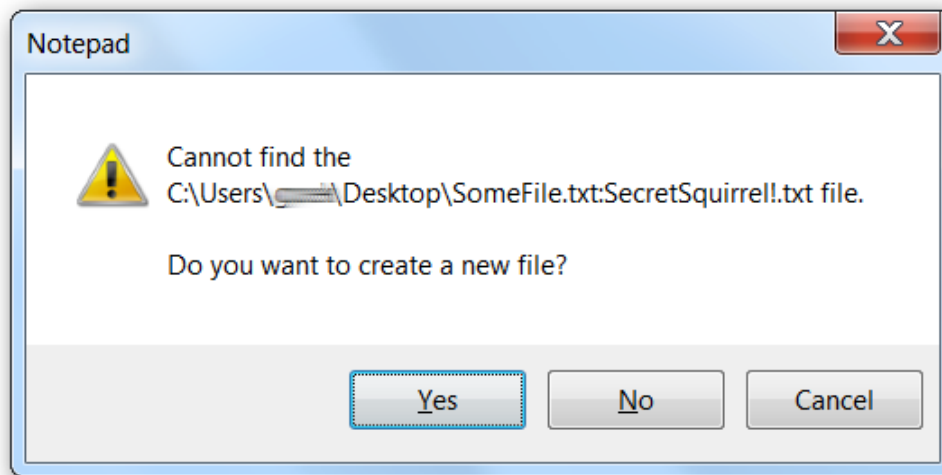 Notepad
Cannot find the
C:\Users\ \Desktop\SomeFile.txt:SecretSquirrel!.txt file.
Do you want to create a new file?
Yes
No
Cancel